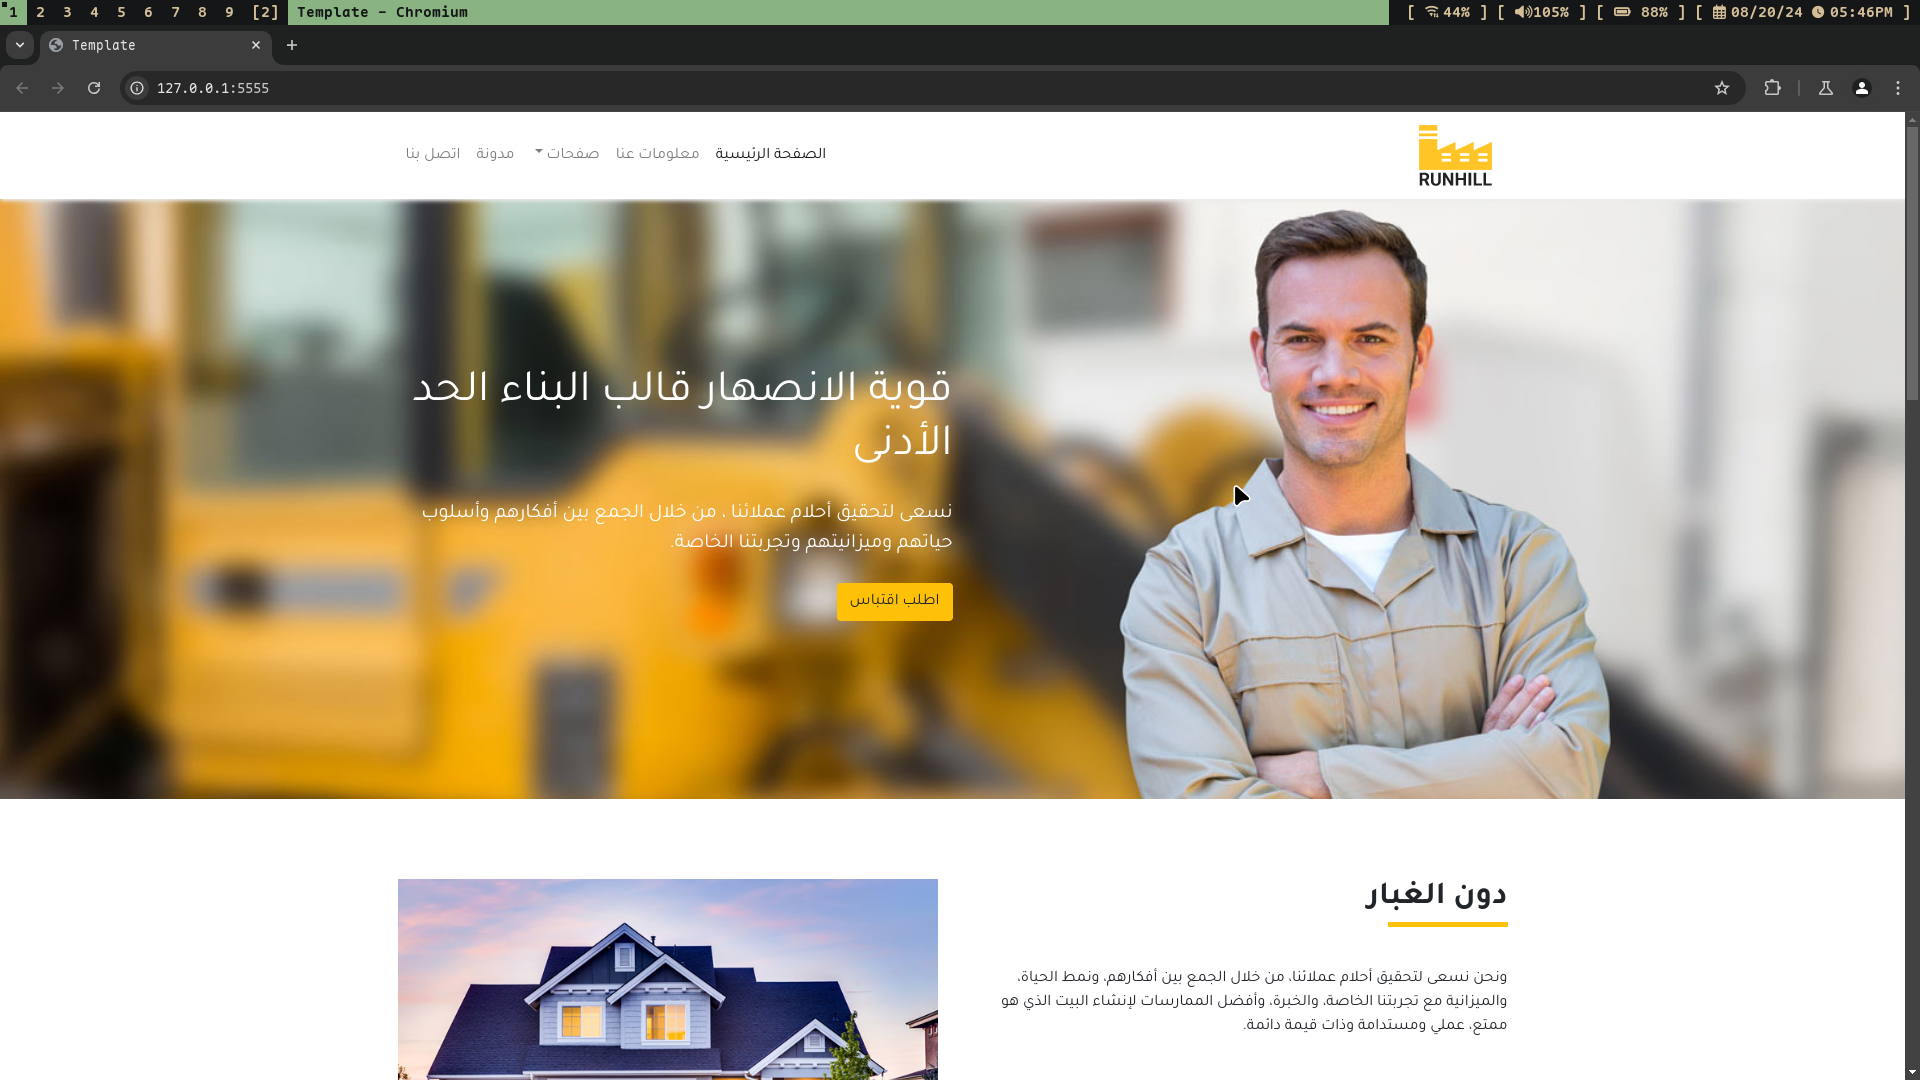 1 2 3 4 5 6 7 8 9 [2] Template - Chromium [ 44% ] [ 105% ] [ 88% ] [ 08/20/24 05:46PM ]
Template
127.0.0.1:5555
الصفحة الرئيسية معلومات عنا صفحات مدونة اتصل بنا
RUNHILL
قوية الانصهار قالب البناء الحد
الأدنى
نسعى لتحقيق أحلام عملائنا ، من خلال الجمع بين أفكارهم وأسلوب
حياتهم وميزانيتهم وتجربتنا الخاصة.
اطلب اقتباس
دون الغبار
ونحن نسعى لتحقيق أحلام عملائنا، من خلال الجمع بين أفكارهم، ونمط الحياة،
والميزانية مع تجربتنا الخاصة، والخبرة، وأفضل الممارسات لإنشاء البيت الذي هو
ممتع، عملي ومستدامة وذات قيمة دائمة.